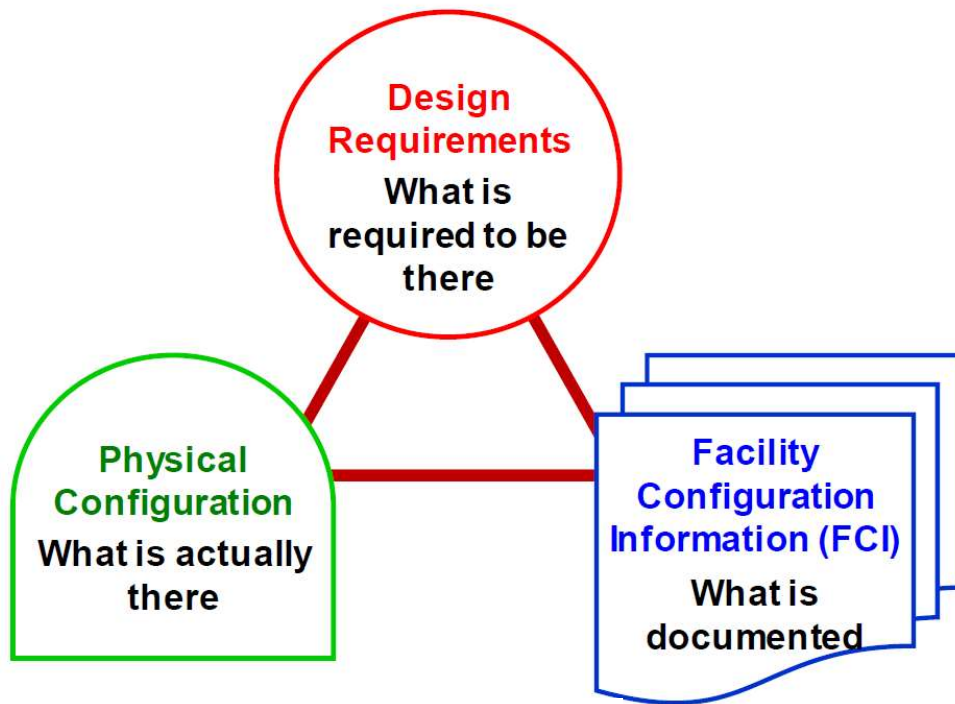 Design
Requirements
What is
required to be
there
Physical
Configuration
What is actually
there
Facility
Configuration
Information (FCI)
What is
documented